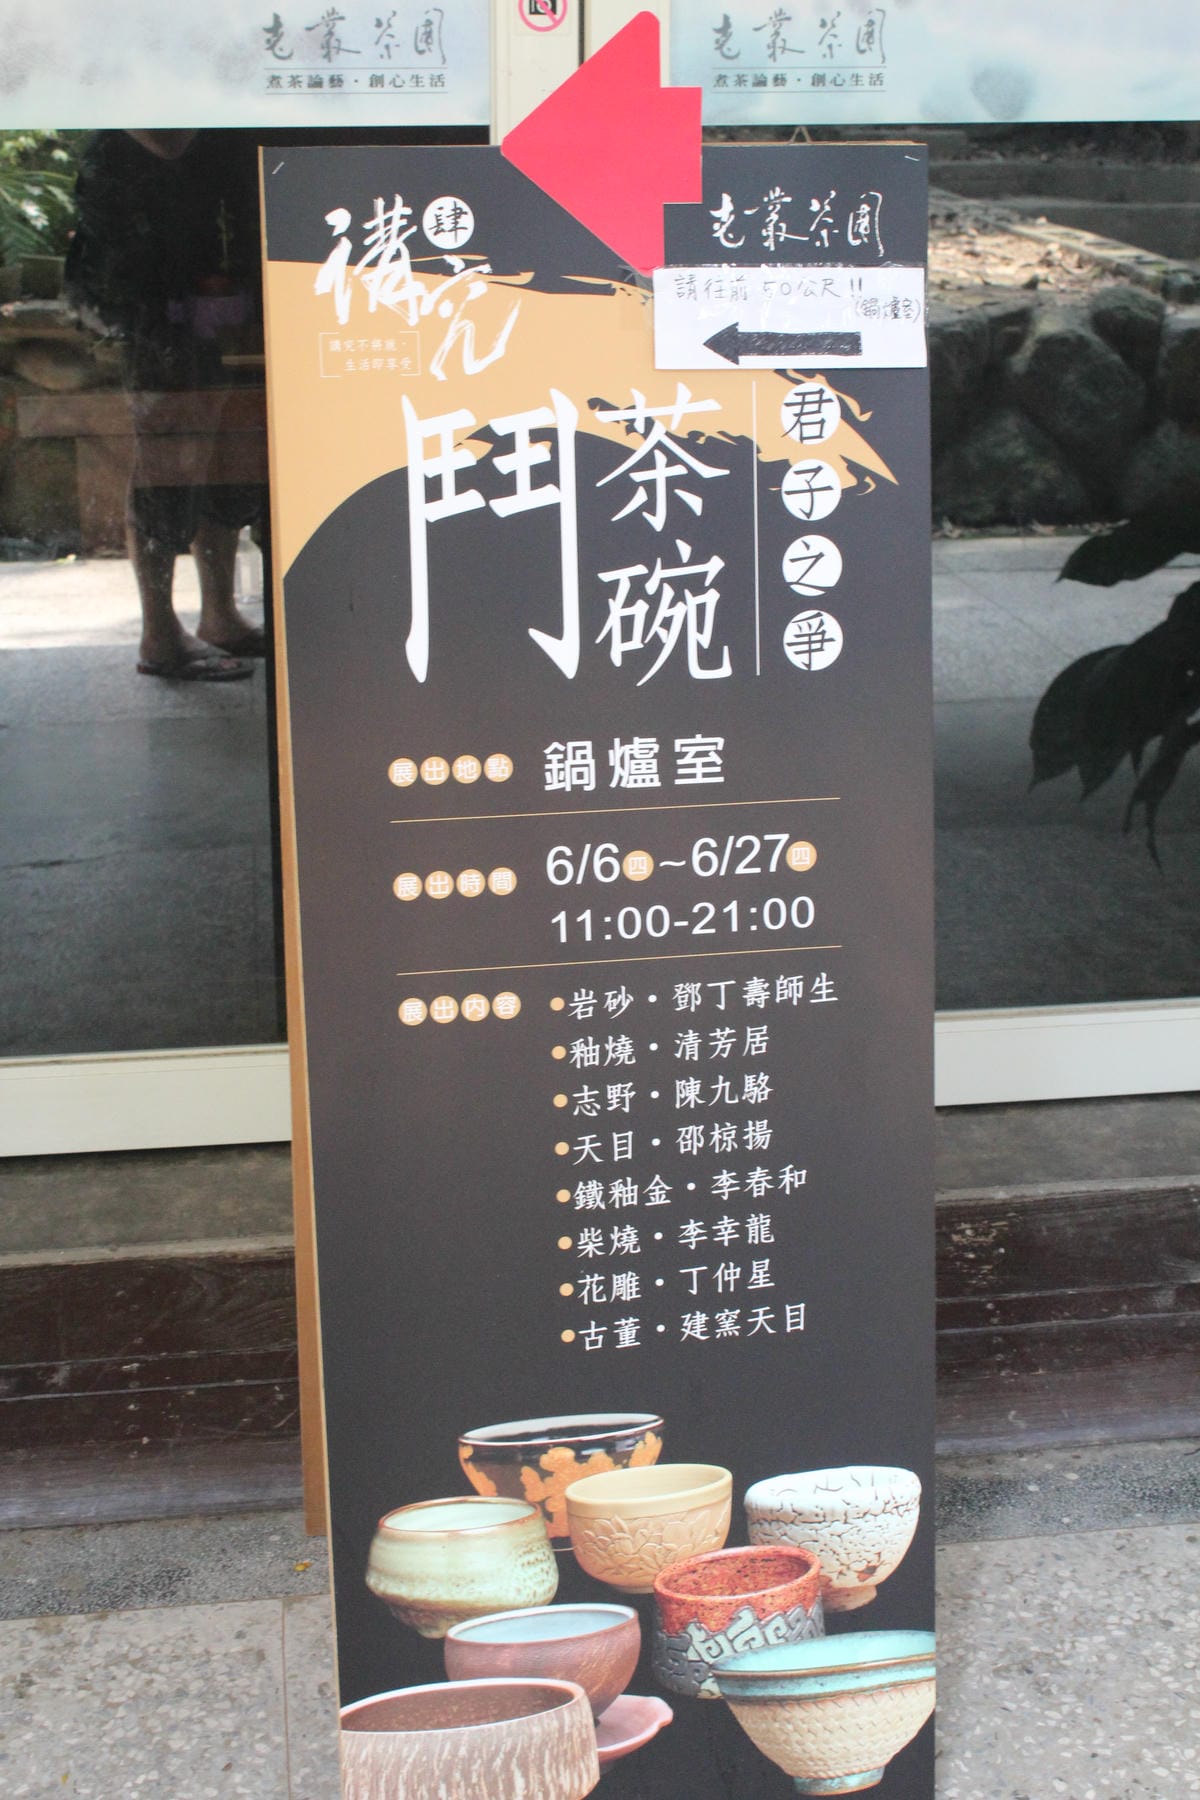 老叢茶園
煮茶論藝・創心生活
老叢茶園
煮茶論藝・創心生活
講究
肆
講究不將就，
生活即享受
老叢茶園
請往前 50公尺!!
(鍋爐室)
鬥茶碗
君子之爭
展出地點 鍋爐室
展出時間 6/6四~6/27四
11:00-21:00
展出內容 •岩砂・鄧丁壽師生
•釉燒・清芳居
•志野・陳九駱
•天目・邵椋揚
•鐵釉金・李春和
•柴燒・李幸龍
•花雕・丁仲星
•古董・建窯天目